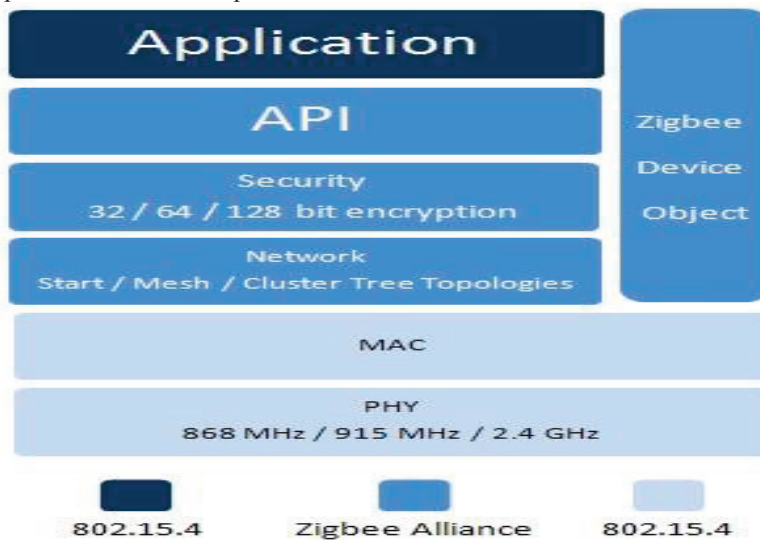 Application
API
Security
32 / 64 / 128 bit encryption
Network
Start / Mesh / Cluster Tree Topologies
Zigbee
Device
Object
MAC
PHY
868 MHz / 915 MHz / 2.4 GHz
802.15.4
Zigbee Alliance
802.15.4